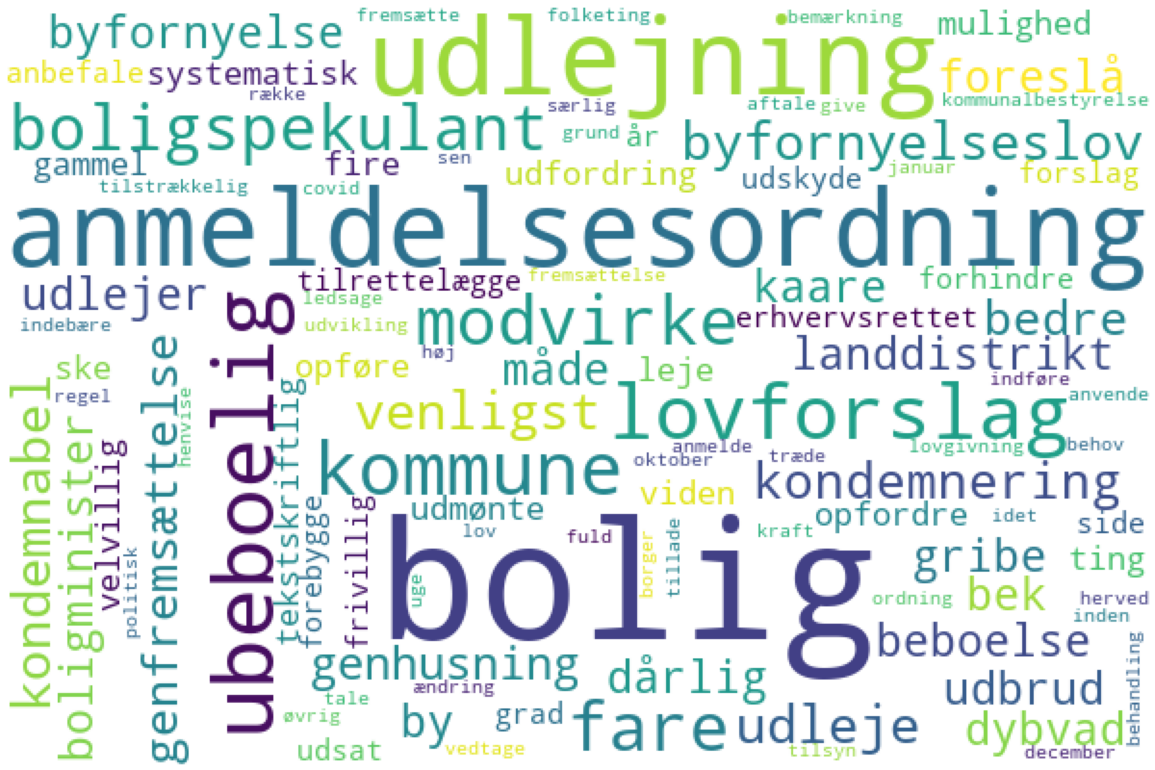 fremsætte folketing bemærkning
byfornyelse udlejning mulighed
anbefale systematisk foreslå
række særlig aftale give kommunalbestyrelse
boligspekulant grund år byfornyelseslov
gammel fire sen udfordring udskyde januar forslag
tilstrækkelig covid
anmeldelsesordning
udlejer tilrettelægge fremsættelse kaare forhindre
ledsage
indebære udvikling modvirke erhvervsrettet bedre
ubeboelig
høj landdistrikt
ske opføre måde leje indføre
regel anvende
kondemnabel
boligminister
velvillig
politisk
genfremsættelse
henvise
tekstskriftlig
forebygge
frivillig
venligst lovforslag
kommune anmelde lovgivning behov
oktober træde kondemnering
viden
udmønte opfordre idet side
lov fuld kraft
bolig
uge
borger
tillade
gribe ting
ordning bek herved
inden
beboelse
behandling
genhusning dårlig udbrud
ændring
tale
øvrig by grad fare udleje dybvad
udsat vedtage tilsyn december